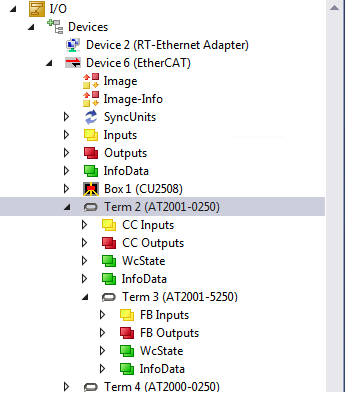 I/O
Devices
Device 2 (RT-Ethernet Adapter)
Device 6 (EtherCAT)
Image
Image-Info
SyncUnits
Inputs
Outputs
InfoData
Box 1 (CU2508)
Term 2 (AT2001-0250)
CC Inputs
CC Outputs
WcState
InfoData
Term 3 (AT2001-5250)
FB Inputs
FB Outputs
WcState
InfoData
Term 4 (AT2000-0250)